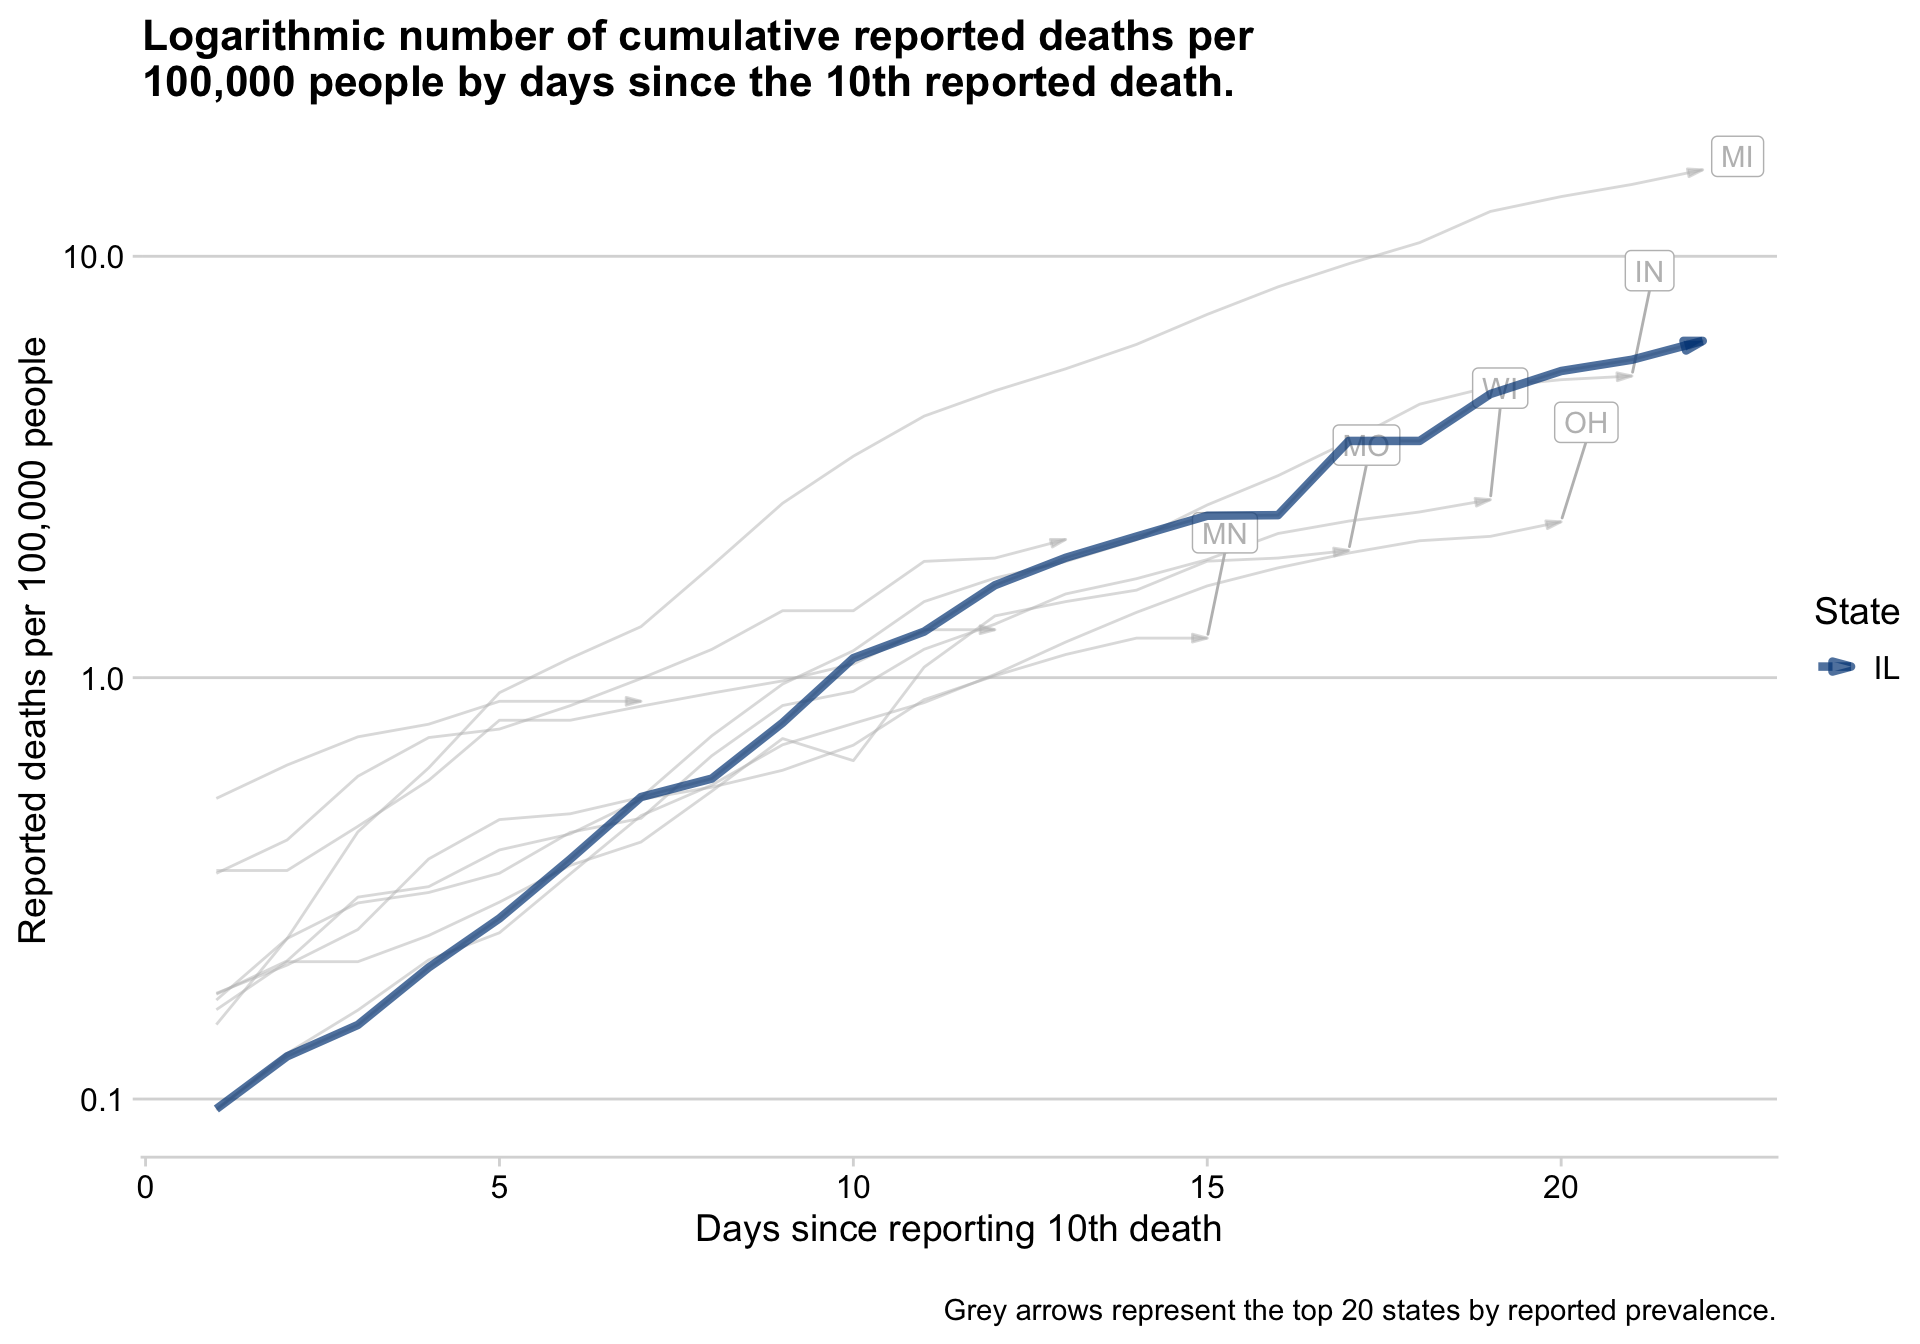 Logarithmic number of cumulative reported deaths per
100,000 people by days since the 10th reported death.
MI
10.0
IN
WI
OH
MO
MN
Reported deaths per 100,000 people
State
IL
1.0
0.1
0
5
10
15
20
Days since reporting 10th death
Grey arrows represent the top 20 states by reported prevalence.